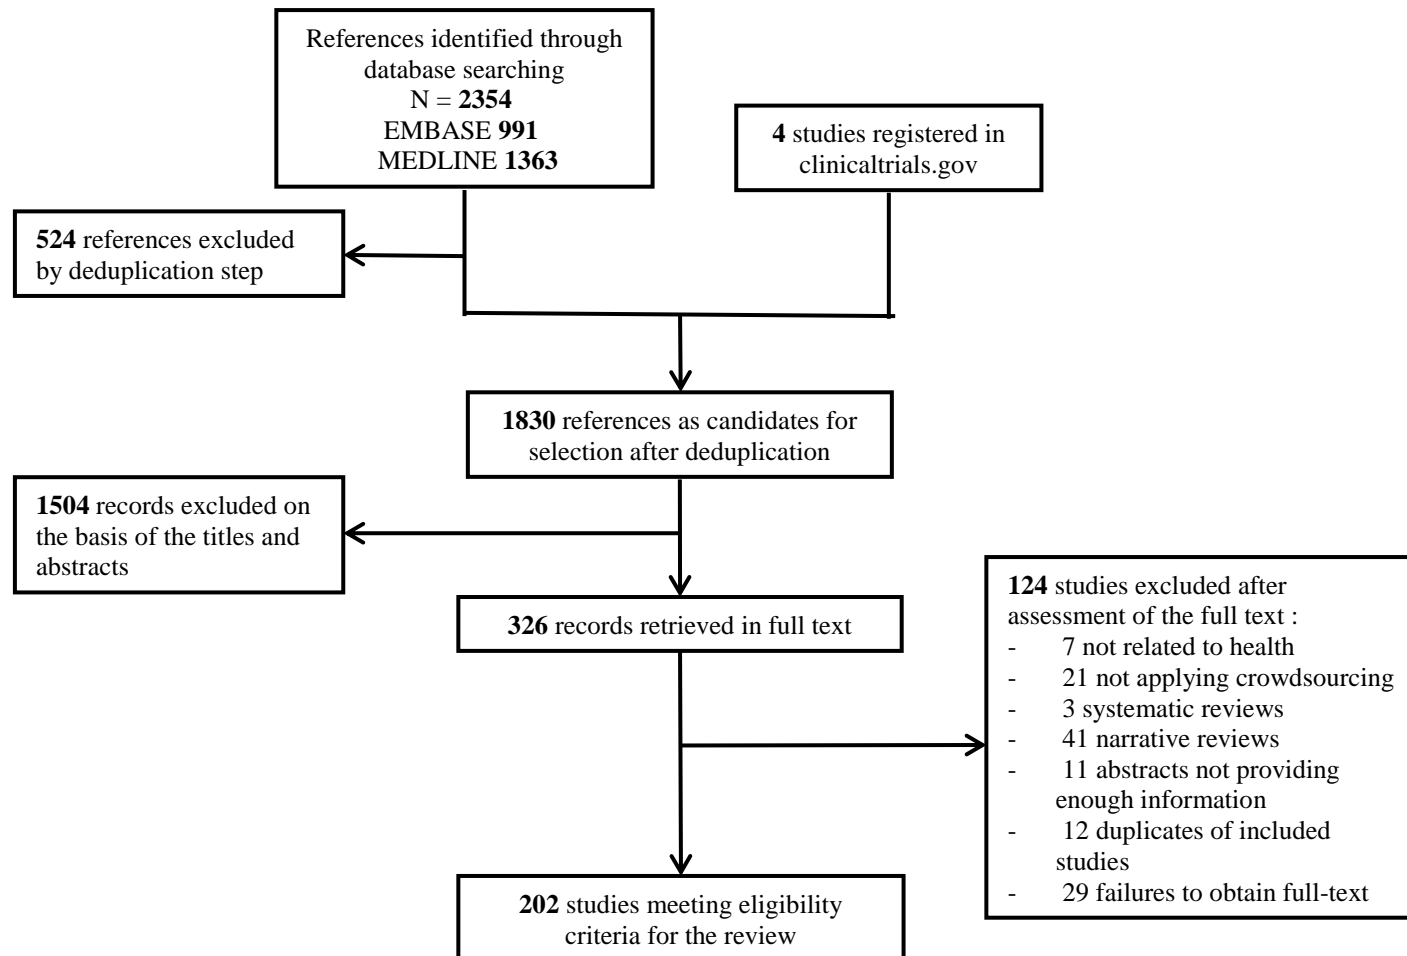 References identified through
database searching
N = 2354
EMBASE 991
MEDLINE 1363
4 studies registered in
clinicaltrials.gov
524 references excluded
by deduplication step
1830 references as candidates for
selection after deduplication
1504 records excluded on
the basis of the titles and
abstracts
326 records retrieved in full text
124 studies excluded after
assessment of the full text :
- 7 not related to health
- 21 not applying crowdsourcing
- 3 systematic reviews
- 41 narrative reviews
- 11 abstracts not providing
enough information
- 12 duplicates of included
studies
- 29 failures to obtain full-text
202 studies meeting eligibility
criteria for the review